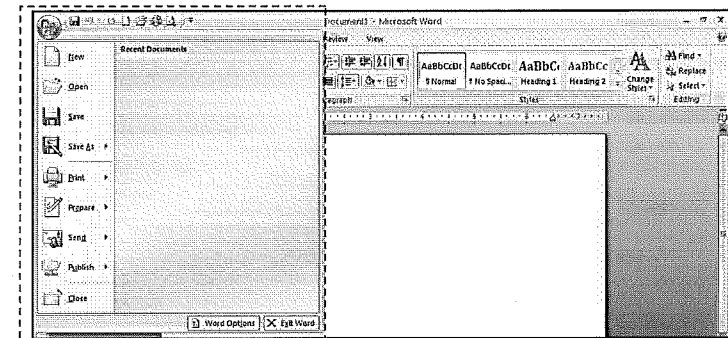 Document1 - Microsoft Word
Review View
New
Recent Documents
Open
Save
Save As
Print
Prepare
Send
Publish
Close
Word Options
Exit Word
AaBbCcDc AaBbCcDc AaBbC AaBbCc
¶ Normal ¶ No Spaci... Heading 1 Heading 2
Change
Styles
Styles
Find
Replace
Select
Editing